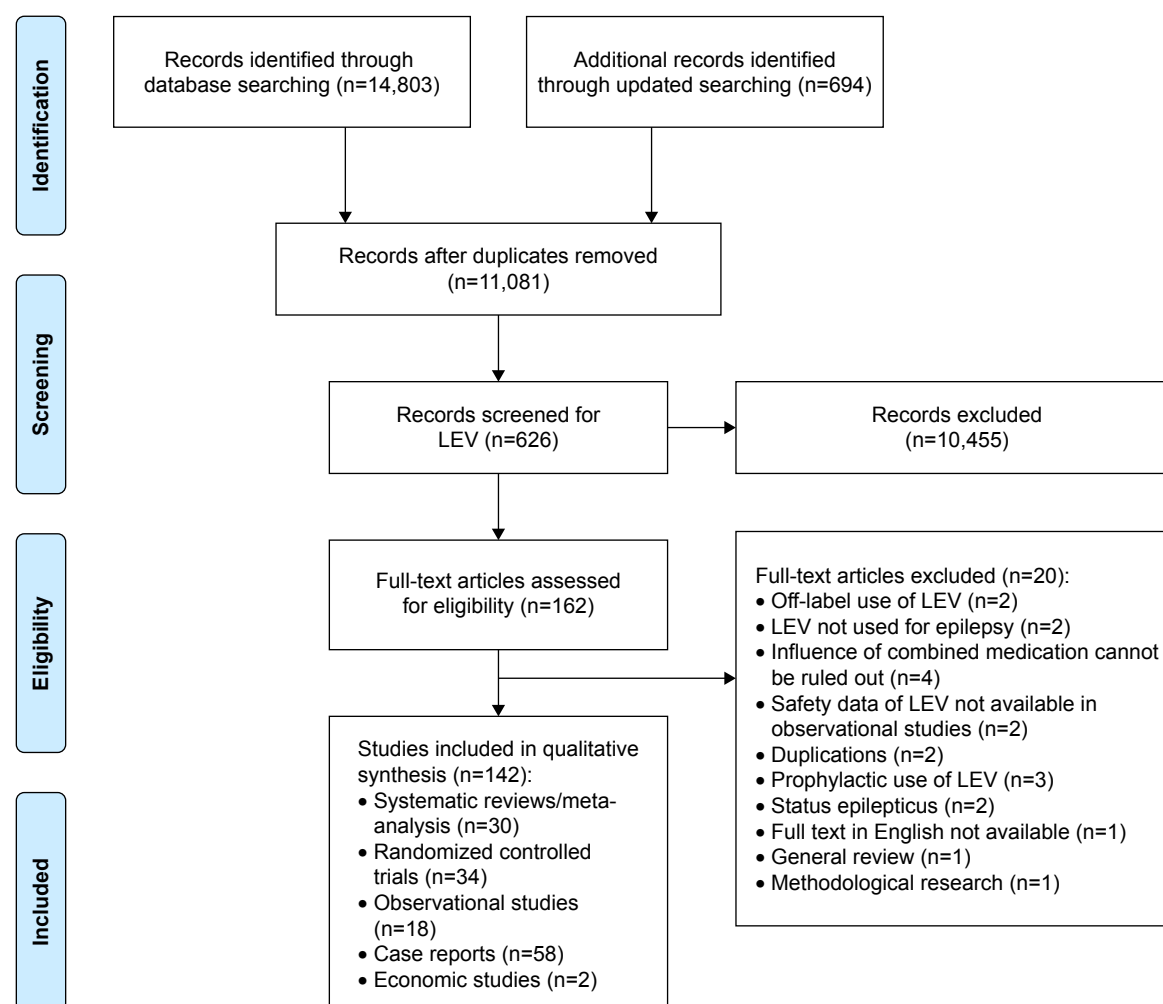 Identification
Records identified through
database searching (n=14,803)
Additional records identified
through updated searching (n=694)
Records after duplicates removed
(n=11,081)
Screening
Records screened for
LEV (n=626)
Records excluded
(n=10,455)
Eligibility
Full-text articles assessed
for eligibility (n=162)
Full-text articles excluded (n=20):
• Off-label use of LEV (n=2)
• LEV not used for epilepsy (n=2)
• Influence of combined medication cannot
be ruled out (n=4)
• Safety data of LEV not available in
observational studies (n=2)
• Duplications (n=2)
• Prophylactic use of LEV (n=3)
• Status epilepticus (n=2)
• Full text in English not available (n=1)
• General review (n=1)
• Methodological research (n=1)
Included
Studies included in qualitative
synthesis (n=142):
• Systematic reviews/meta-
analysis (n=30)
• Randomized controlled
trials (n=34)
• Observational studies
(n=18)
• Case reports (n=58)
• Economic studies (n=2)